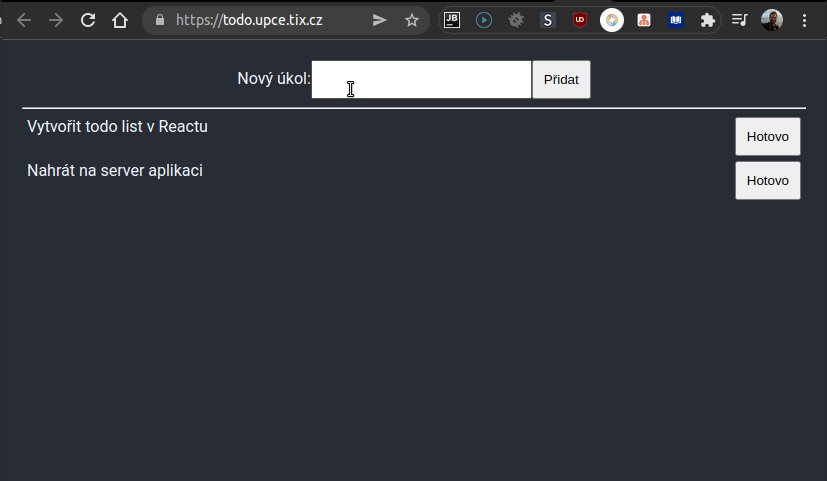 https://todo.upce.tix.cz
JB
S
Nový úkol:
Přidat
Vytvořit todo list v Reactu
Hotovo
Nahrát na server aplikaci
Hotovo